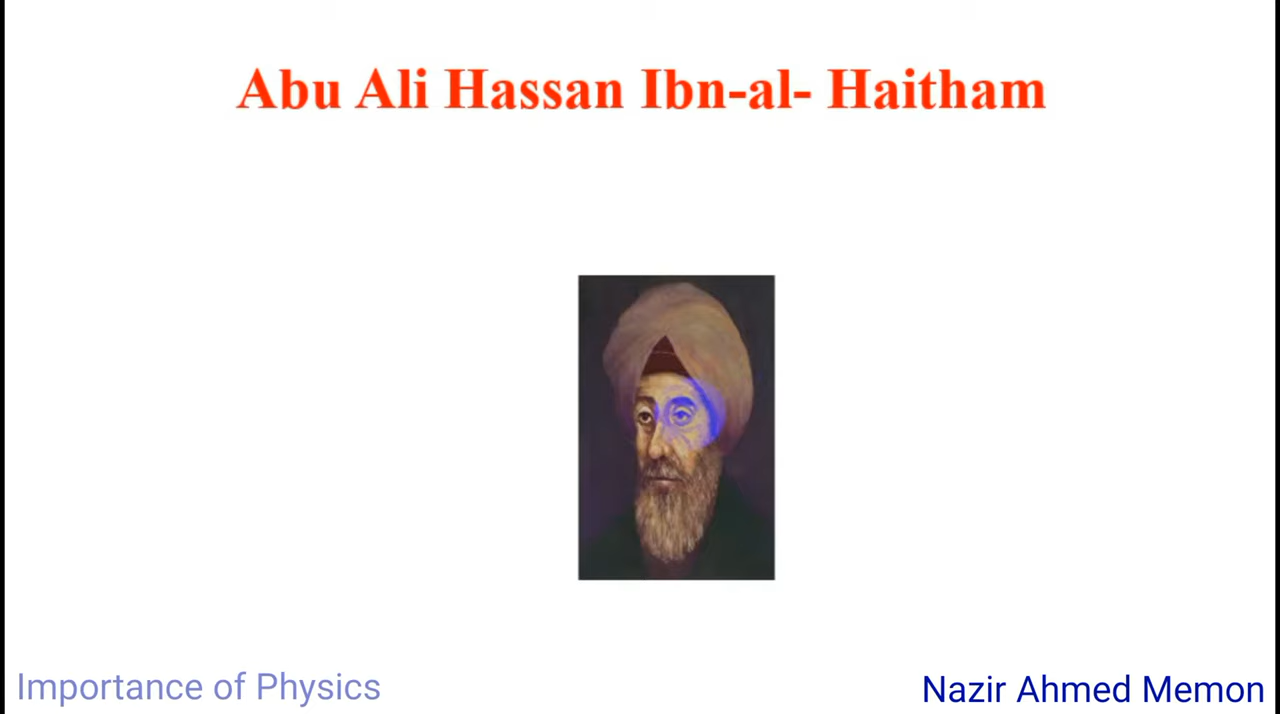 Abu Ali Hassan Ibn-al- Haitham
Importance of Physics
Nazir Ahmed Memon